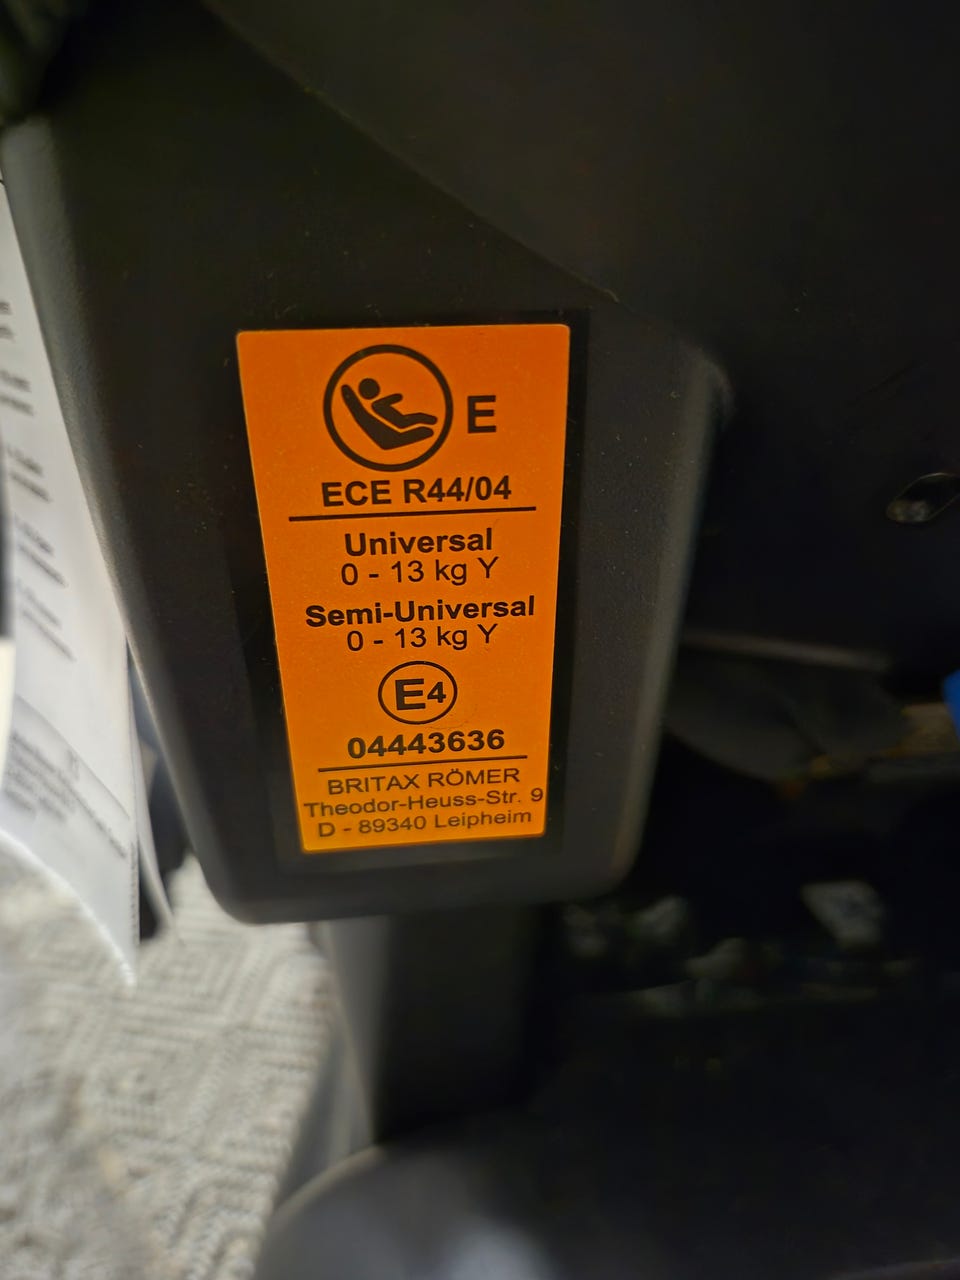 E
ECE R44/04
Universal
0 - 13 kg Y
Semi-Universal
0 - 13 kg Y
E4
04443636
BRITAX RÖMER
Theodor-Heuss-Str. 9
D - 89340 Leipheim